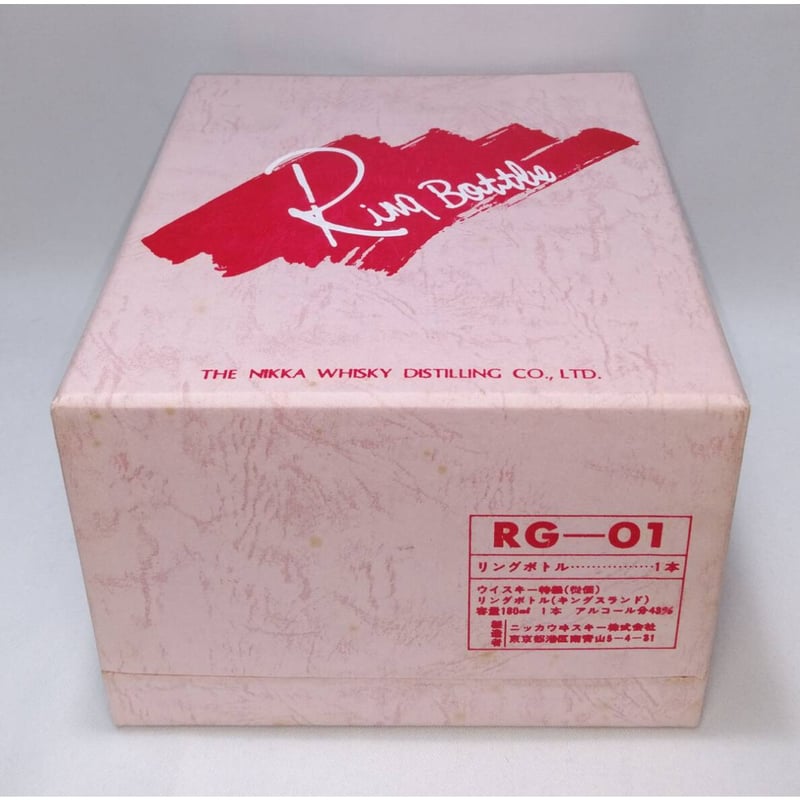 Ring Bottle
THE NIKKA WHISKY DISTILLING CO., LTD.
RG—01
リングボトル················1本
ウイスキー特級(従価)
リングボトル(キングスランド)
容量180㎖ 1本 アルコール分43%
製造者
ニッカウヰスキー株式会社
東京都港区南青山5-4-31